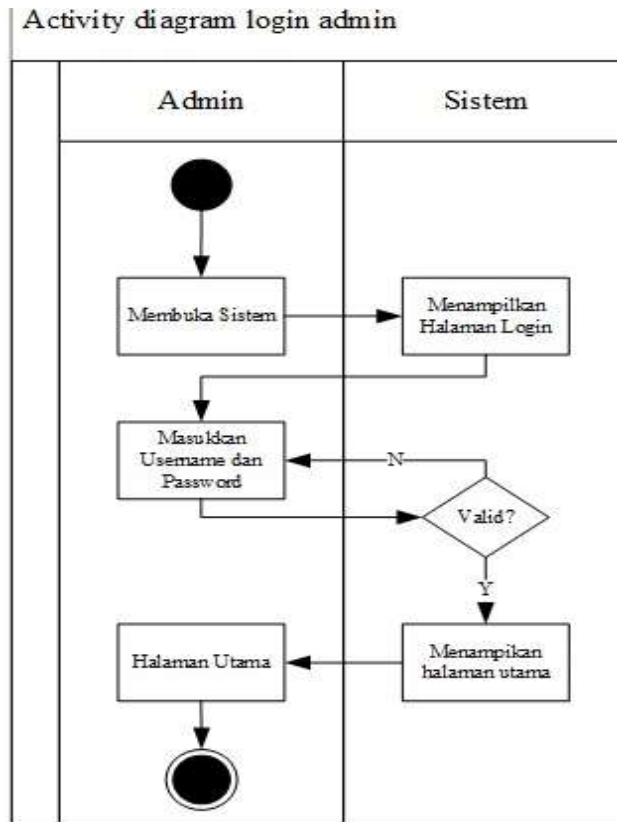 Activity diagram login admin
Admin
Sistem
Membuka Sistem
Menampilkan
Halaman Login
Masukkan
Username dan
Password
N
Valid?
Y
Halaman Utama
Menampikan
halaman utama